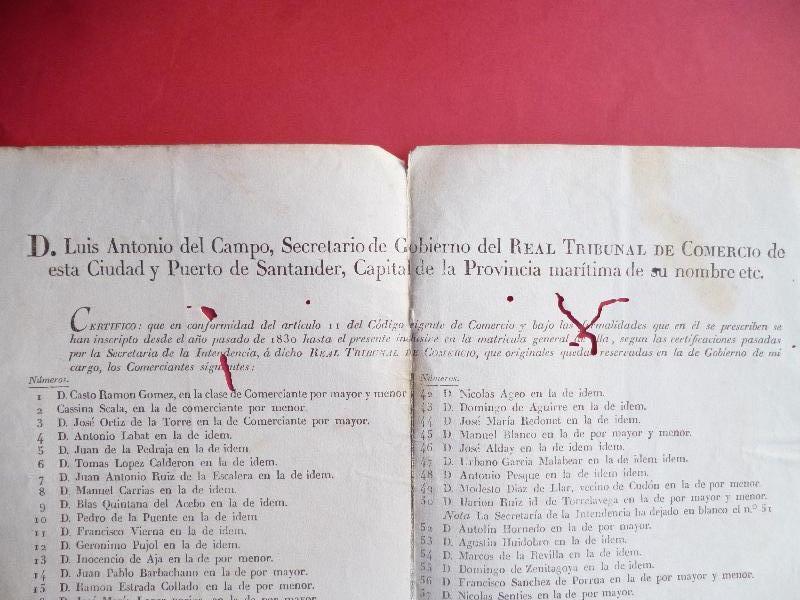 D. Luis Antonio del Campo, Secretario de Gobierno del REAL TRIBUNAL DE COMERCIO de
esta Ciudad y Puerto de Santander, Capital de la Provincia marítima de su nombre etc.
CERTIFICO: que en conformidad del artículo 11 del Código vigente de Comercio y bajo las formalidades que en él se prescriben se
han inscripto desde el año pasado de 1830 hasta el presente inclusive en la matrícula general de ella, segun las certificaciones pasadas
por la Secretaria de la Intendencia, á dicho REAL TRIBUNAL DE COMERCIO, que originales quedan reservadas en la de Gobierno de mi
cargo, los Comerciantes siguientes:
Números.
1 D. Casto Ramon Gomez, en la clase de Comerciante por mayor y menor
2 Cassina Scala, en la de comerciante por menor.
3 D. José Ortiz de la Torre en la de Comerciante por mayor.
4 D. Antonio Labat en la de idem.
5 D. Juan de la Pedraja en la de idem.
6 D. Tomas Lopez Calderon en la de idem.
7 D. Juan Antonio Ruiz de la Escalera en la de idem.
8 D. Manuel Carrias en la de idem.
9 D. Blas Quintana del Acebo en la de idem.
10 D. Pedro de la Puente en la de idem
11 D. Francisco Vierna en la de idem.
12 D. Geronimo Pujol en la de idem.
13 D. Inocencio de Aja en la de por menor.
14 D. Juan Pablo Barbachano en la de por mayor.
15 D. Ramon Estrada Collado en la de por menor.
D. José María Lopez
Números.
42 D. Nicolas Ageo en la de idem.
43 D. Domingo de Aguirre en la de idem.
44 D. José María Redonet en la de idem.
45 D. Manuel Blanco en la de por mayor y menor.
46 D. José Alday en la de idem idem.
47 D. Urbano Garcia Malabear en la de idem.
48 D. Antonio Pesque en la de idem idem.
49 D. Modesto Diaz de Llar, vecino de Cudón en la de por menor.
50 D. Darion Ruiz id de Torrelavega en la de por mayor y menor.
Nota La Secretaría de la Intendencia ha dejado en blanco el n.º 51
52 D. Antolin Hornedo en la de por mayor.
53 D. Agustin Huidobro en la de idem.
54 D. Marcos de la Revilla en la de idem.
55 D. Domingo de Zenitagoya en la de idem.
56 D. Francisco Sanchez de Porrua en la de por mayor y menor.
57 D. Nicolas Senties en la de por mayor.